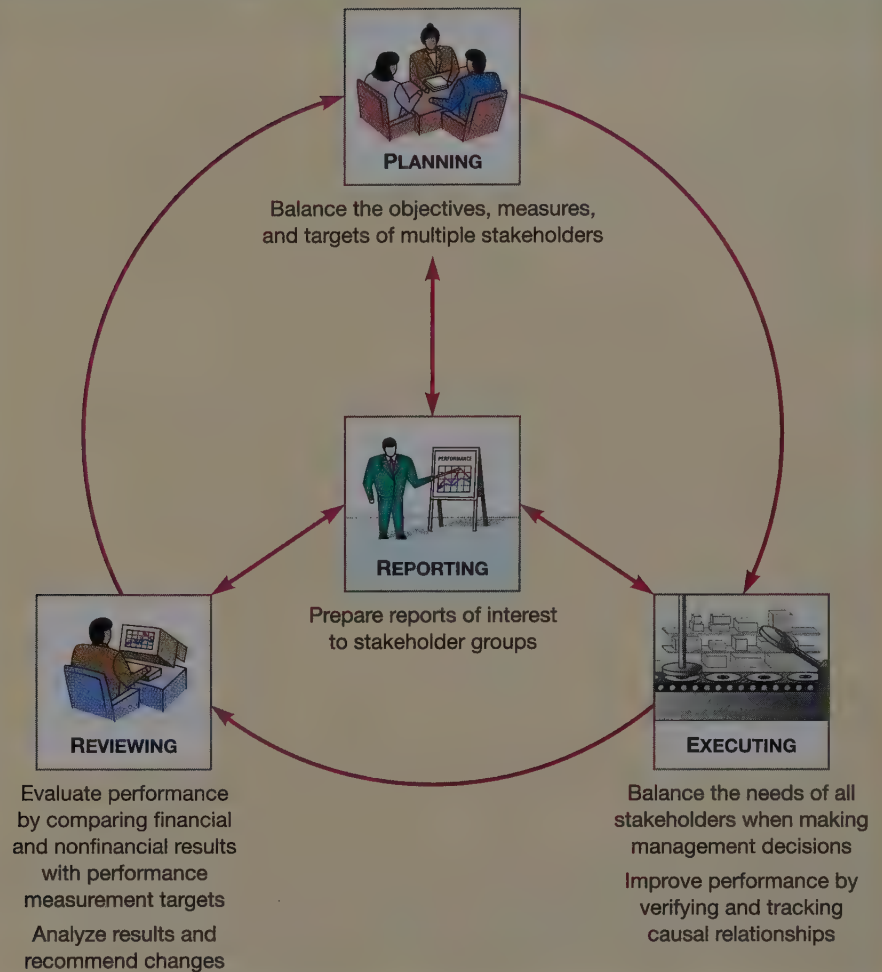 PLANNING
Balance the objectives, measures,
and targets of multiple stakeholders
PERFORMANCE
REPORTING
Prepare reports of interest
to stakeholder groups
REVIEWING
Evaluate performance
by comparing financial
and nonfinancial results
with performance
measurement targets
Analyze results and
recommend changes
EXECUTING
Balance the needs of all
stakeholders when making
management decisions
Improve performance by
verifying and tracking
causal relationships